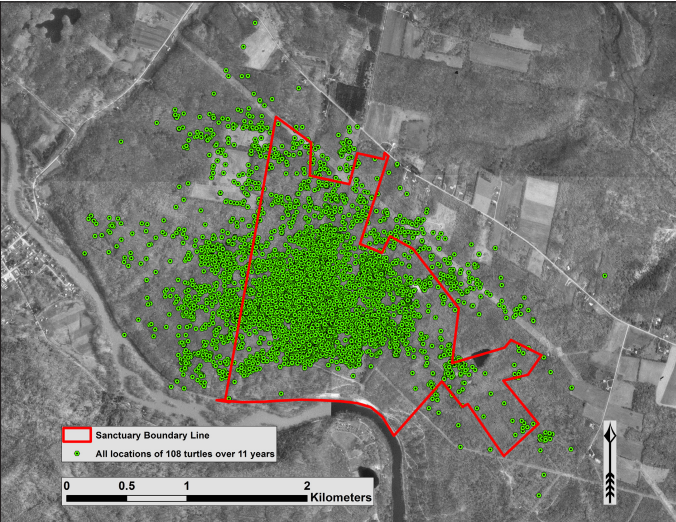 Sanctuary Boundary Line
All locations of 108 turtles over 11 years
0 0.5 1 2
Kilometers